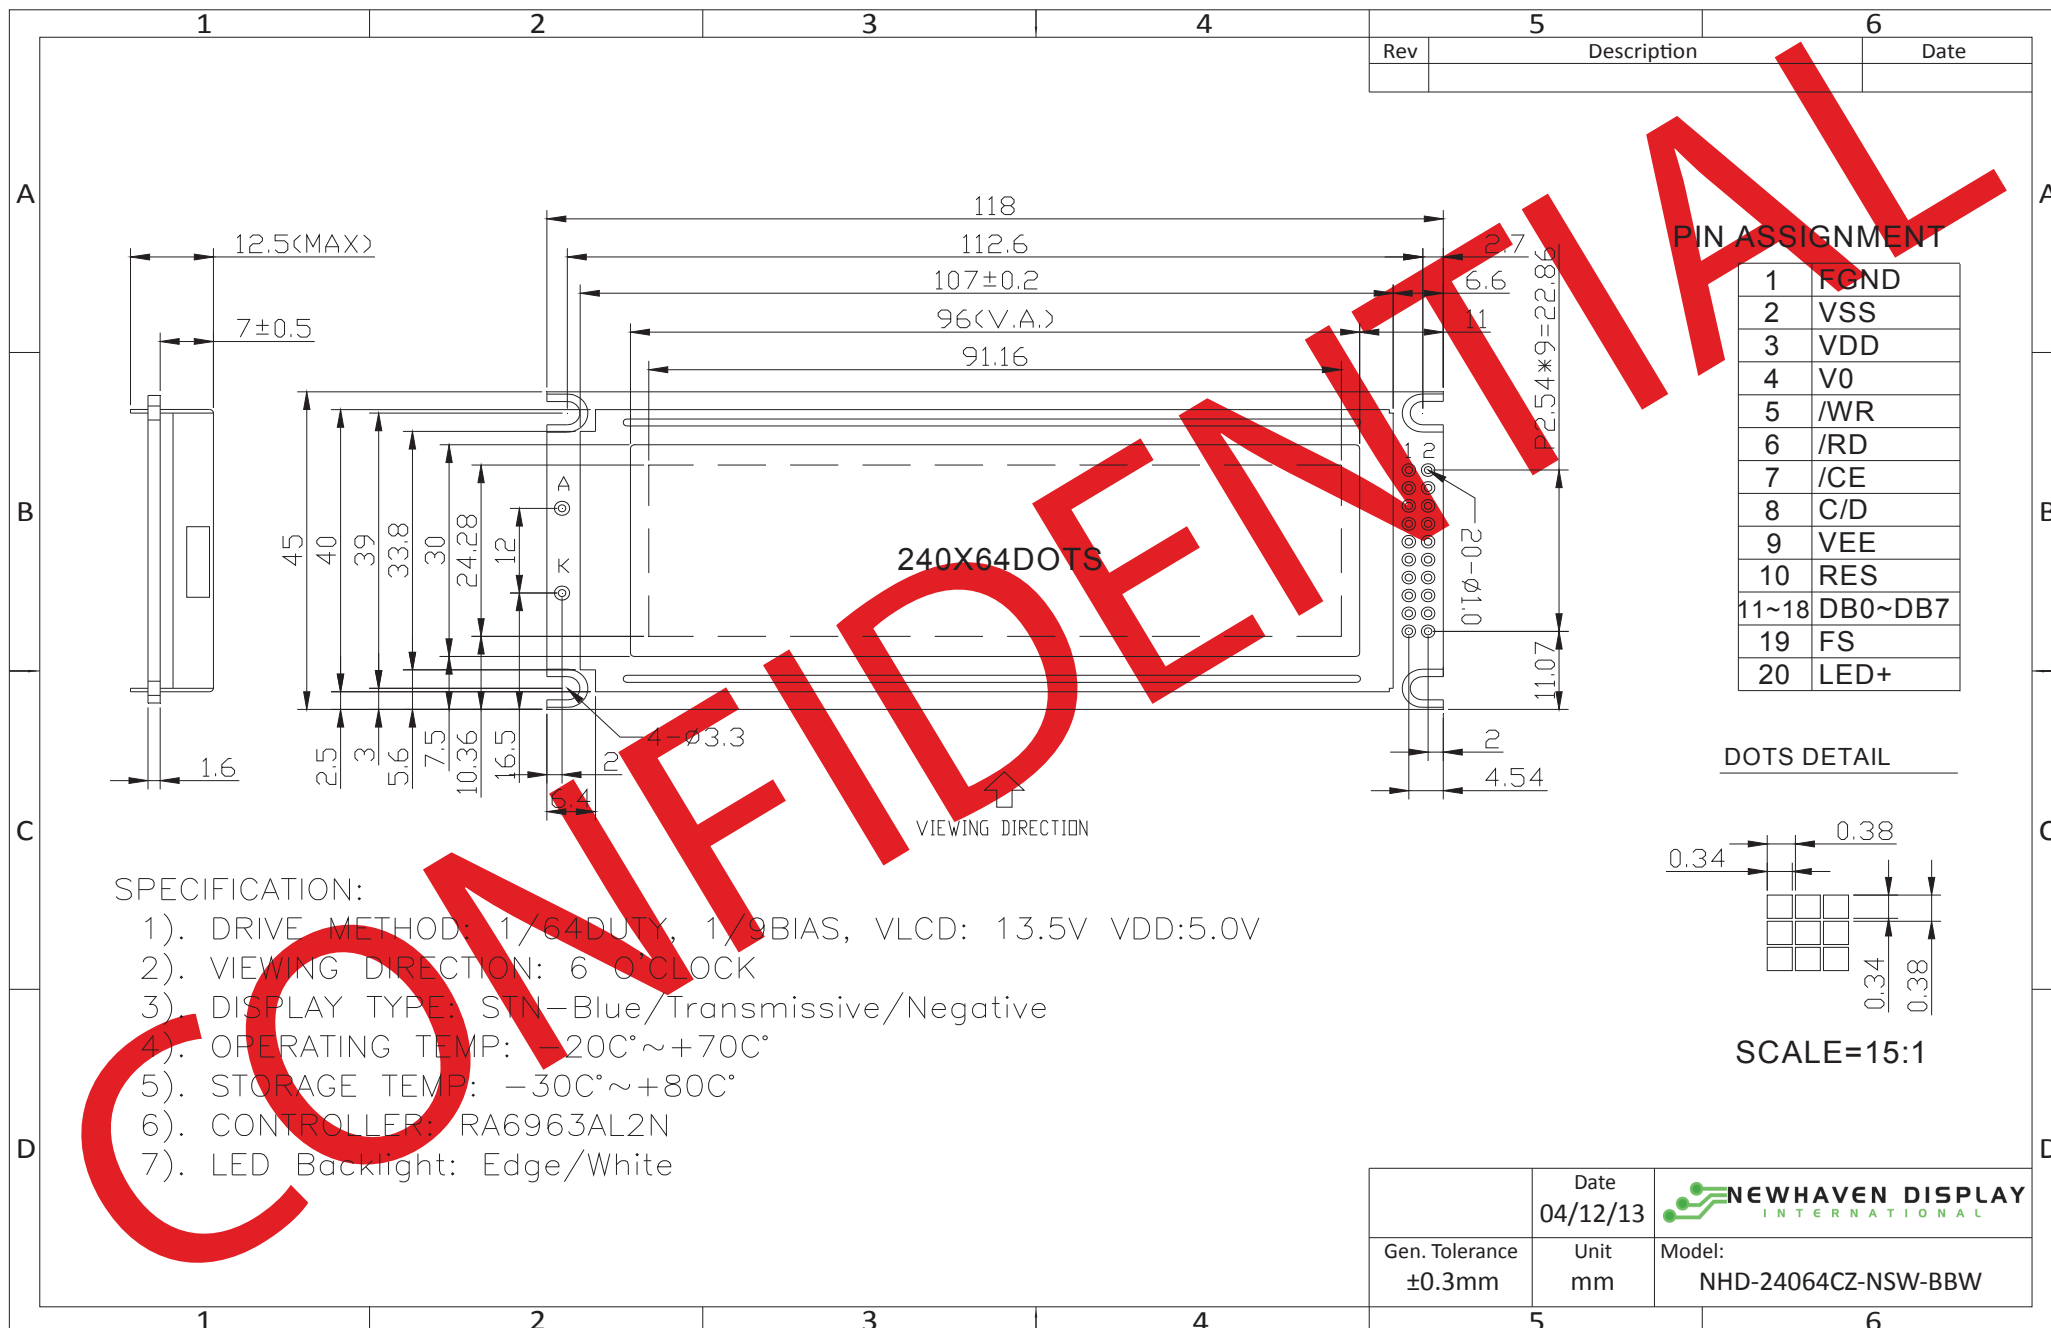 1 2 3 4 5 6
Rev Description Date
A A
B B
C C
D D
118
112.6
2.7
107±0.2
6.6
96(V.A.)
11
91.16
12.5(MAX)
7±0.5
1.6
45
40
39
33.8
30
24.28
12
A
K
240X64DOTS
1 2
P2.54*9=22.86
20-ø1.0
11.07
2.5
3
5.6
7.5
10.36
16.5
4-ø3.3
2
6.4
2
4.54
VIEWING DIRECTION
PIN ASSIGNMENT
1 FGND
2 VSS
3 VDD
4 V0
5 /WR
6 /RD
7 /CE
8 C/D
9 VEE
10 RES
11~18 DB0~DB7
19 FS
20 LED+
DOTS DETAIL
0.38
0.34
0.34
0.38
SCALE=15:1
SPECIFICATION:
1). DRIVE METHOD: 1/64DUTY, 1/9BIAS, VLCD: 13.5V VDD:5.0V
2). VIEWING DIRECTION: 6 O'CLOCK
3). DISPLAY TYPE: STN-Blue/Transmissive/Negative
4). OPERATING TEMP: -20C°~+70C°
5). STORAGE TEMP: -30C°~+80C°
6). CONTROLLER: RA6963AL2N
7). LED Backlight: Edge/White
CONFIDENTIAL
Date
04/12/13
NEWHAVEN DISPLAY
INTERNATIONAL
Gen. Tolerance
±0.3mm
Unit
mm
Model:
NHD-24064CZ-NSW-BBW
1 2 3 4 5 6